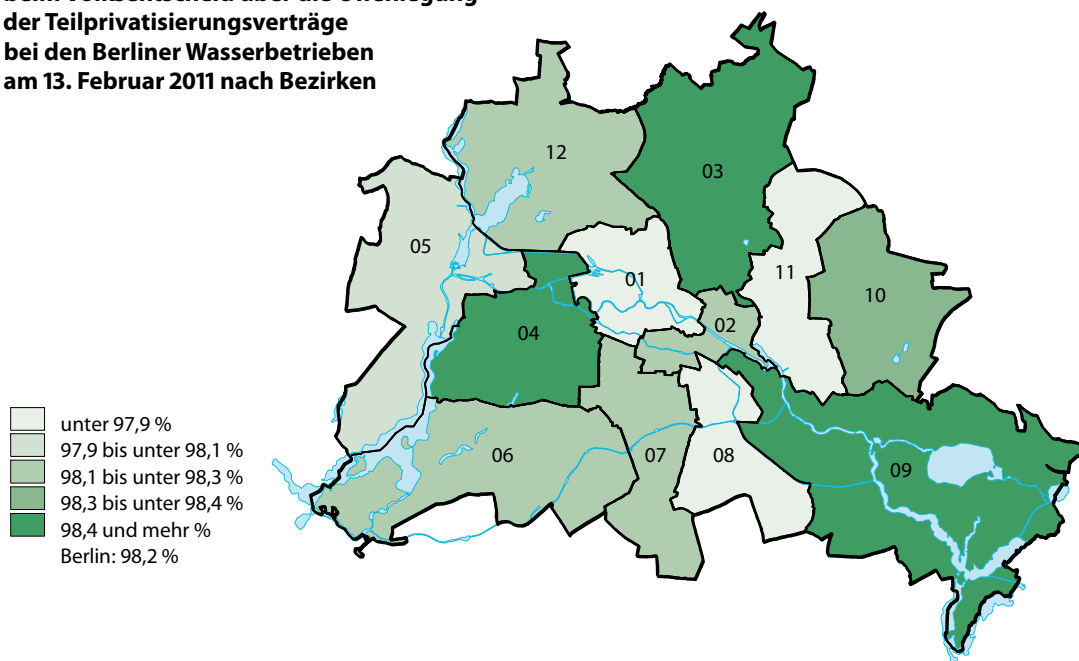 der Teilprivatisierungsverträge
bei den Berliner Wasserbetrieben
am 13. Februar 2011 nach Bezirken
12
03
05
01
11
10
02
04
06
07
08
09
unter 97,9 %
97,9 bis unter 98,1 %
98,1 bis unter 98,3 %
98,3 bis unter 98,4 %
98,4 und mehr %
Berlin: 98,2 %